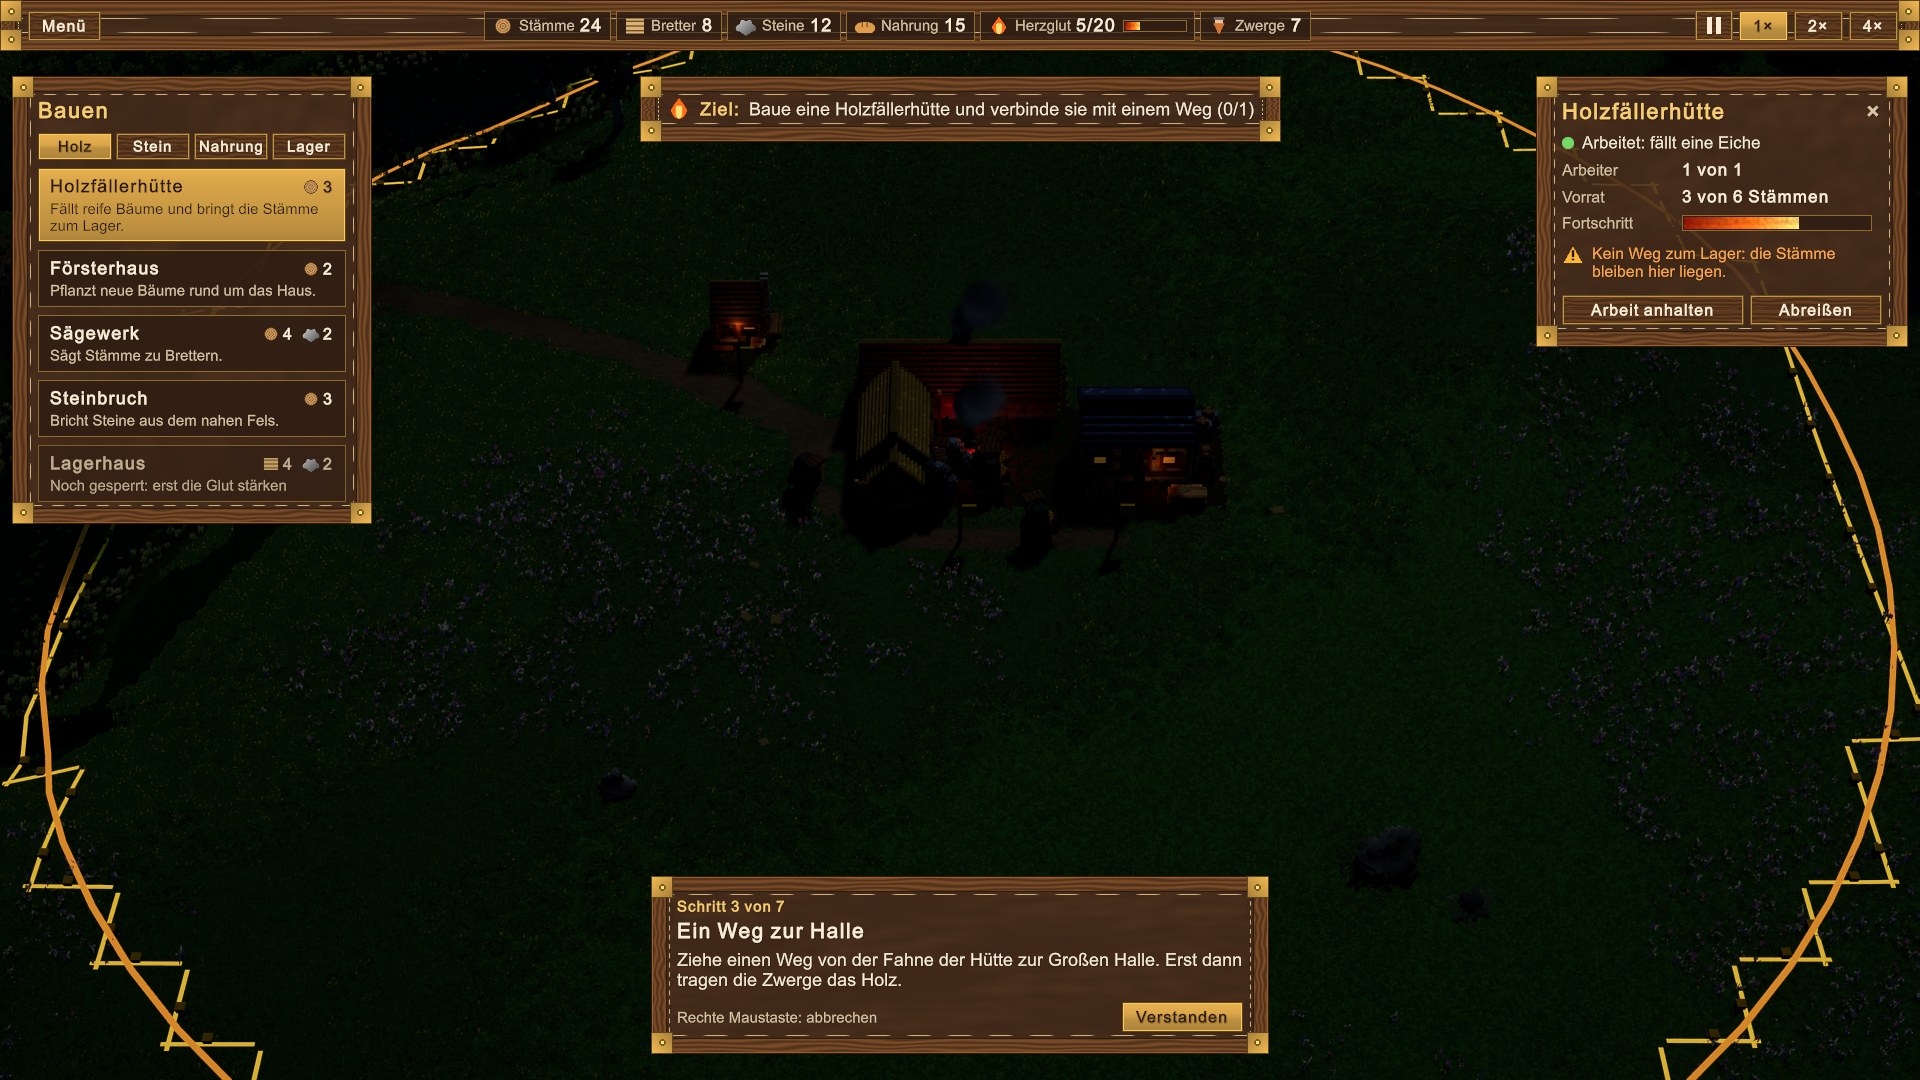 Menü
Stämme 24
Bretter 8
Steine 12
Nahrung 15
Herzglut 5/20
Zwerge 7
1×
2×
4×
Bauen
Holz
Stein
Nahrung
Lager
Holzfällerhütte 3
Fällt reife Bäume und bringt die Stämme
zum Lager.
Försterhaus 2
Pflanzt neue Bäume rund um das Haus.
Sägewerk 4 2
Sägt Stämme zu Brettern.
Steinbruch 3
Bricht Steine aus dem nahen Fels.
Lagerhaus 4 2
Noch gesperrt: erst die Glut stärken
Ziel: Baue eine Holzfällerhütte und verbinde sie mit einem Weg (0/1)
Holzfällerhütte ×
Arbeitet: fällt eine Eiche
Arbeiter 1 von 1
Vorrat 3 von 6 Stämmen
Fortschritt
Kein Weg zum Lager: die Stämme
bleiben hier liegen.
Arbeit anhalten
Abreißen
Schritt 3 von 7
Ein Weg zur Halle
Ziehe einen Weg von der Fahne der Hütte zur Großen Halle. Erst dann
tragen die Zwerge das Holz.
Rechte Maustaste: abbrechen
Verstanden